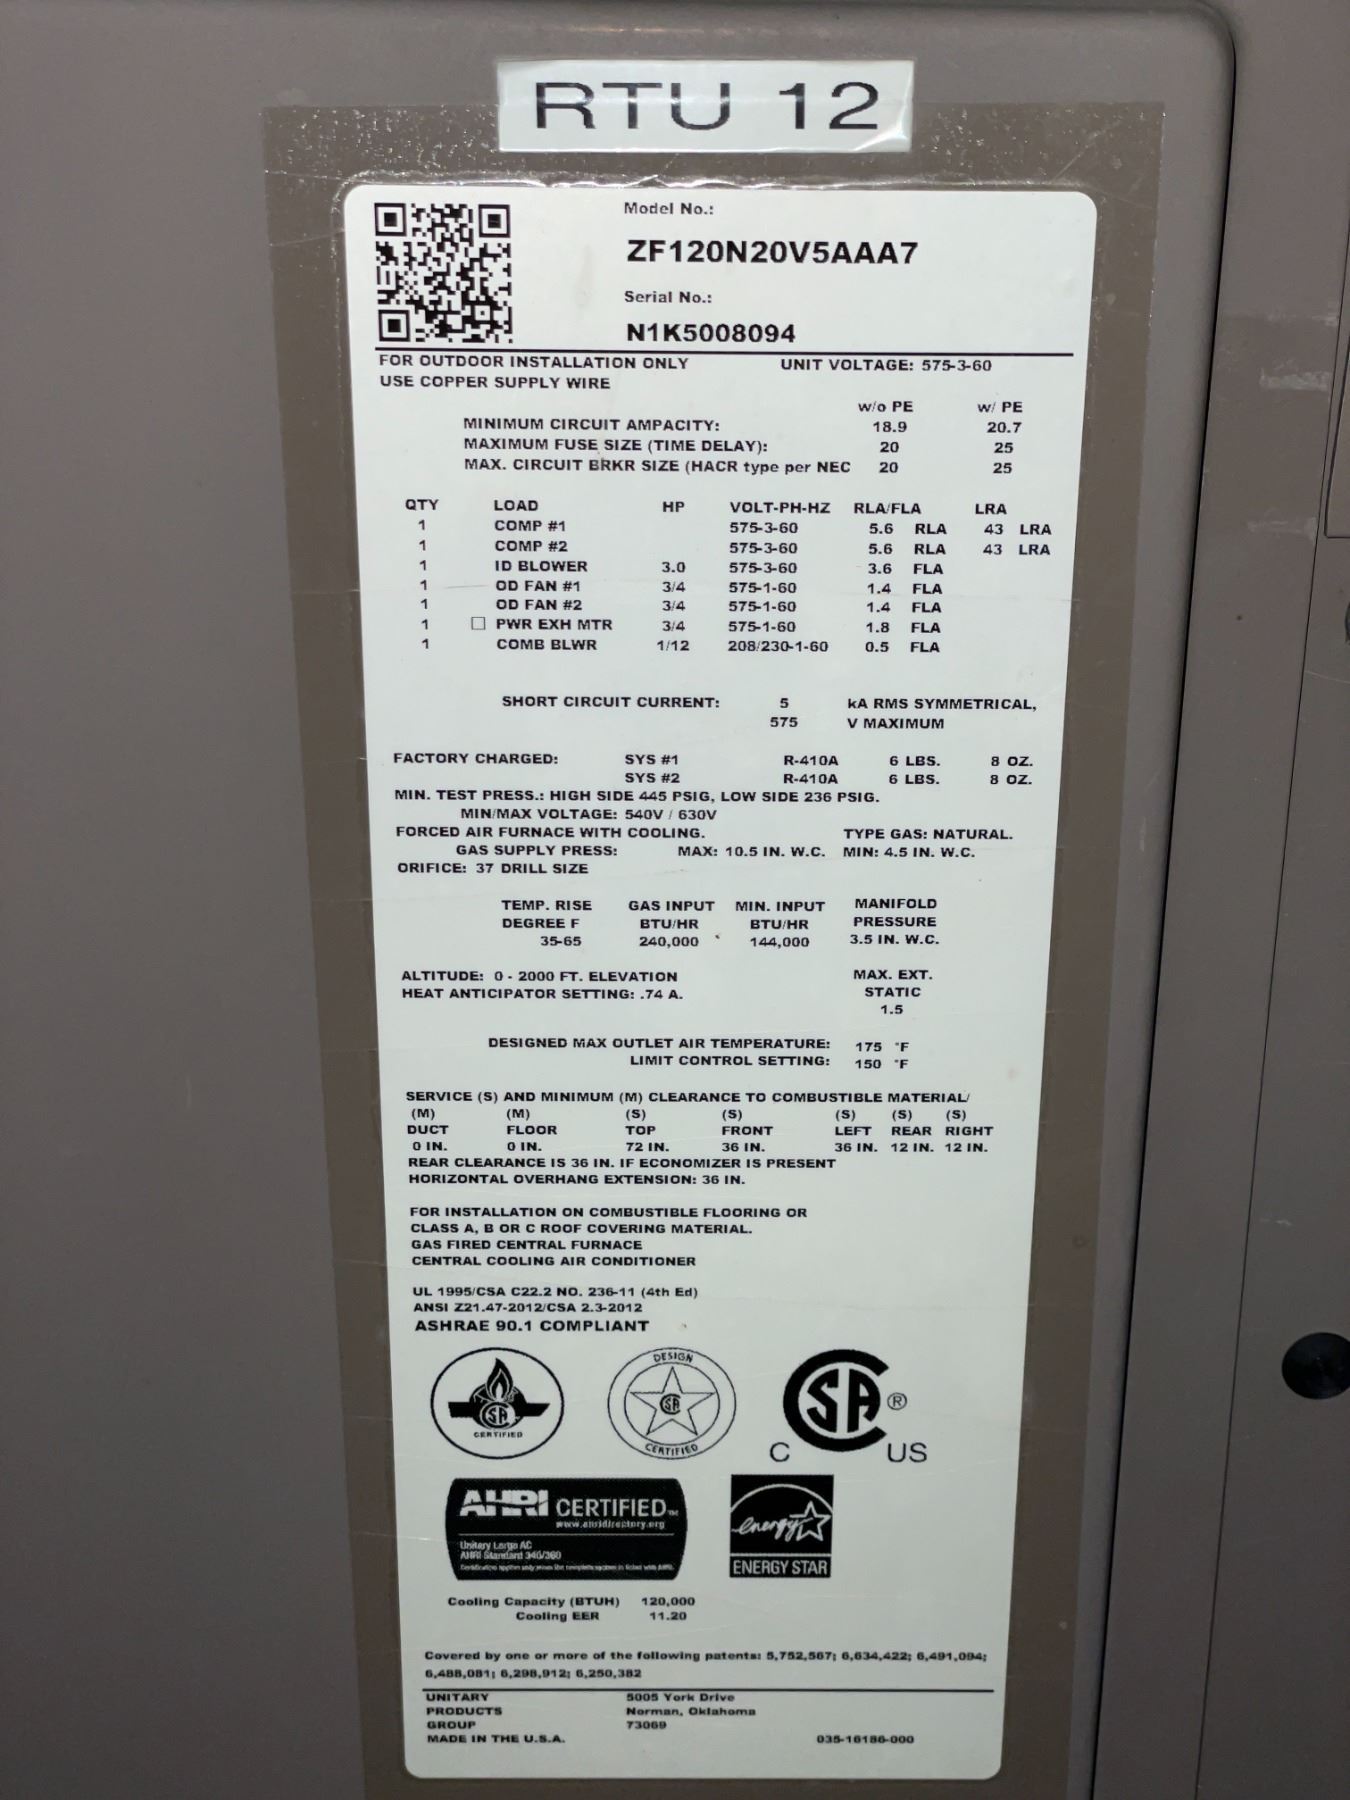 RTU 12
Model No.:
ZF120N20V5AAA7
Serial No.:
N1K5008094
FOR OUTDOOR INSTALLATION ONLY UNIT VOLTAGE: 575-3-60
USE COPPER SUPPLY WIRE
w/o PE w/ PE
MINIMUM CIRCUIT AMPACITY: 18.9 20.7
MAXIMUM FUSE SIZE (TIME DELAY): 20 25
MAX. CIRCUIT BRKR SIZE (HACR type per NEC 20 25
QTY LOAD HP VOLT-PH-HZ RLA/FLA LRA
1 COMP #1 575-3-60 5.6 RLA 43 LRA
1 COMP #2 575-3-60 5.6 RLA 43 LRA
1 ID BLOWER 3.0 575-3-60 3.6 FLA
1 OD FAN #1 3/4 575-1-60 1.4 FLA
1 OD FAN #2 3/4 575-1-60 1.4 FLA
1 ☐ PWR EXH MTR 3/4 575-1-60 1.8 FLA
1 COMB BLWR 1/12 208/230-1-60 0.5 FLA
SHORT CIRCUIT CURRENT: 5 kA RMS SYMMETRICAL,
575 V MAXIMUM
FACTORY CHARGED: SYS #1 R-410A 6 LBS. 8 OZ.
SYS #2 R-410A 6 LBS. 8 OZ.
MIN. TEST PRESS.: HIGH SIDE 445 PSIG, LOW SIDE 236 PSIG.
MIN/MAX VOLTAGE: 540V / 630V
FORCED AIR FURNACE WITH COOLING. TYPE GAS: NATURAL.
GAS SUPPLY PRESS: MAX: 10.5 IN. W.C. MIN: 4.5 IN. W.C.
ORIFICE: 37 DRILL SIZE
TEMP. RISE GAS INPUT MIN. INPUT MANIFOLD
DEGREE F BTU/HR BTU/HR PRESSURE
35-65 240,000 144,000 3.5 IN. W.C.
ALTITUDE: 0 - 2000 FT. ELEVATION MAX. EXT.
HEAT ANTICIPATOR SETTING: .74 A. STATIC
1.5
DESIGNED MAX OUTLET AIR TEMPERATURE: 175 °F
LIMIT CONTROL SETTING: 150 °F
SERVICE (S) AND MINIMUM (M) CLEARANCE TO COMBUSTIBLE MATERIAL/
(M) (M) (S) (S) (S) (S) (S)
DUCT FLOOR TOP FRONT LEFT REAR RIGHT
0 IN. 0 IN. 72 IN. 36 IN. 36 IN. 12 IN. 12 IN.
REAR CLEARANCE IS 36 IN. IF ECONOMIZER IS PRESENT
HORIZONTAL OVERHANG EXTENSION: 36 IN.
FOR INSTALLATION ON COMBUSTIBLE FLOORING OR
CLASS A, B OR C ROOF COVERING MATERIAL.
GAS FIRED CENTRAL FURNACE
CENTRAL COOLING AIR CONDITIONER
UL 1995/CSA C22.2 NO. 236-11 (4th Ed)
ANSI Z21.47-2012/CSA 2.3-2012
ASHRAE 90.1 COMPLIANT
SA CERTIFIED
DESIGN SA CERTIFIED
SA ®
C US
AHRI CERTIFIED™
www.ahridirectory.org
Unitary Large AC
AHRI Standard 340/360
energy
ENERGY STAR
Cooling Capacity (BTUH) 120,000
Cooling EER 11.20
Covered by one or more of the following patents: 5,752,567; 6,634,422; 6,491,094;
6,488,081; 6,298,912; 6,250,382
UNITARY 5005 York Drive
PRODUCTS Norman, Oklahoma
GROUP 73069
MADE IN THE U.S.A. 035-16186-000